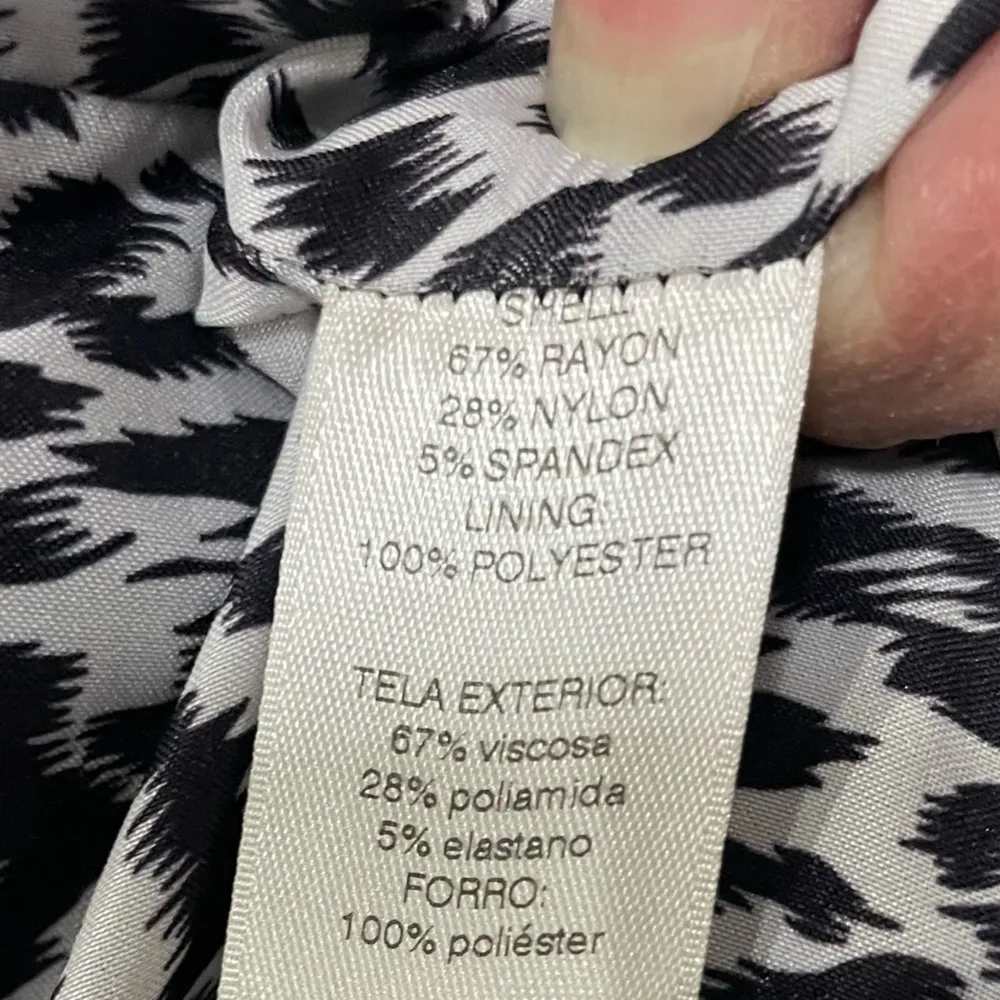 SHELL
67% RAYON
28% NYLON
5% SPANDEX
LINING:
100% POLYESTER
TELA EXTERIOR:
67% viscosa
28% poliamida
5% elastano
FORRO:
100% poliéster